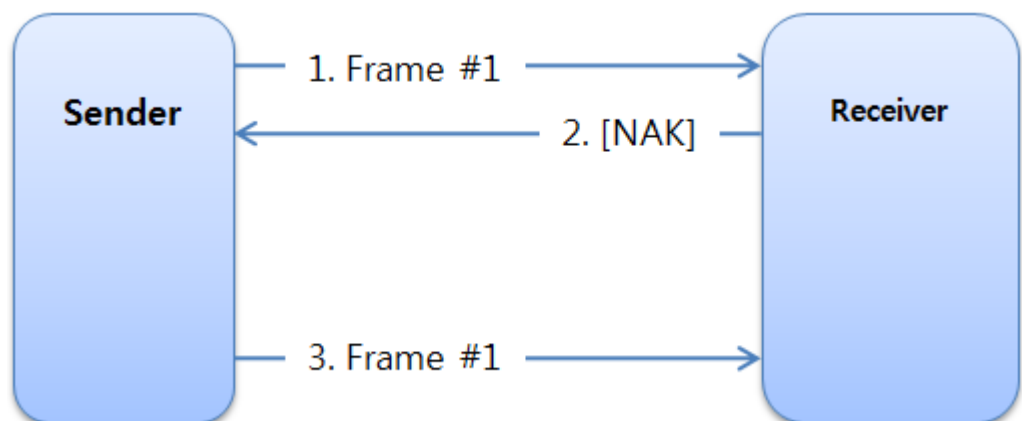 Sender
1. Frame #1
Receiver
2. [NAK]
3. Frame #1